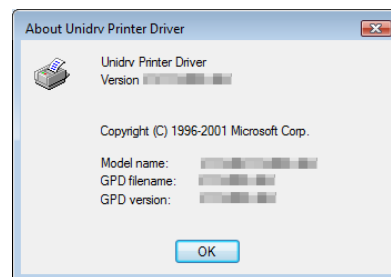 About Unidrv Printer Driver
Unidrv Printer Driver
Version
Copyright (C) 1996-2001 Microsoft Corp.
Model name:
GPD filename:
GPD version:
OK